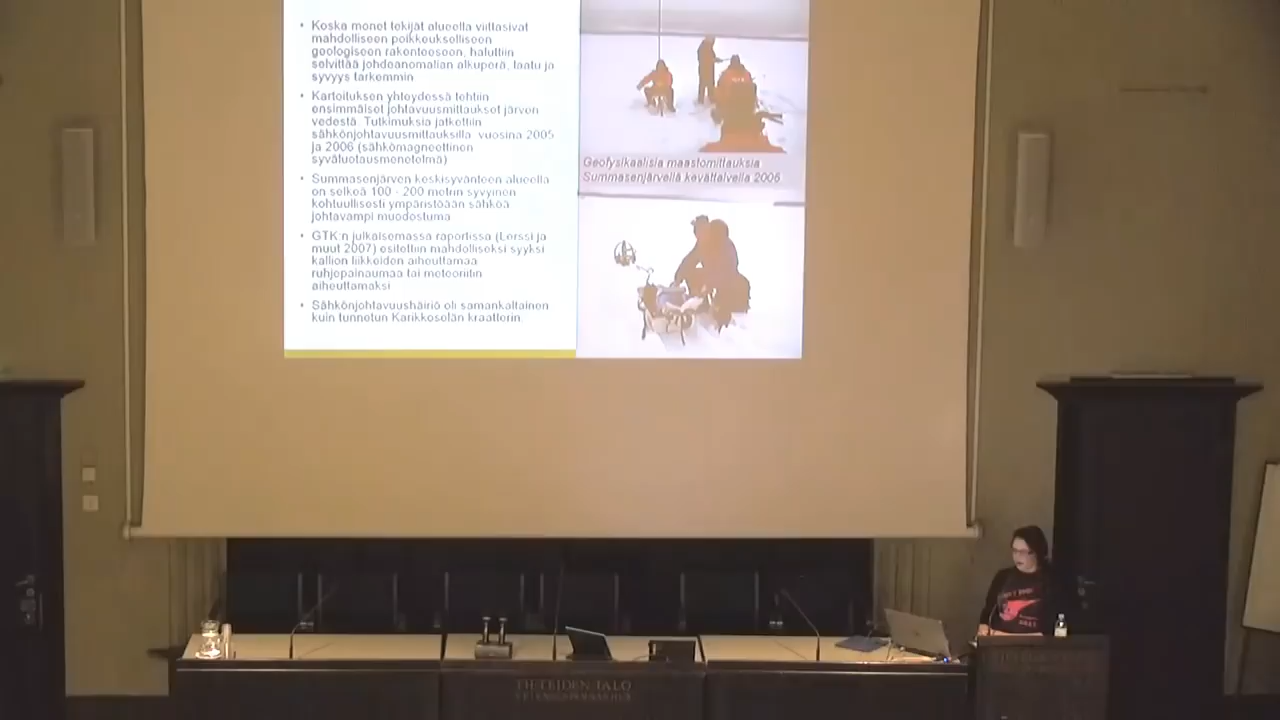 • Koska monet tekijät alueella viittasivat
mahdolliseen poikkeukselliseen
geologiseen rakenteeseen, haluttiin
selvittää johdeanomalian alkuperä, laatu ja
syvyys tarkemmin
• Kartoituksen yhteydessä tehtiin
ensimmäiset johtavuusmittaukset järven
vedestä. Tutkimuksia jatkettiin
sähkönjohtavuusmittauksilla vuosina 2005
ja 2006 (sähkömagneettinen
syväluotausmenetelmä)
• Summasenjärven keskisyvänteen alueella
on selkeä 100 - 200 metrin syvyinen
kohtuullisesti ympäristöään sähköä
johtavampi muodostuma
• GTK:n julkaisemassa raportissa (Lerssi ja
muut 2007) esitettiin mahdolliseksi syyksi
kallion liikkeiden aiheuttamaa
ruhjepainaumaa tai meteoriitin
aiheuttamaksi
• Sähkönjohtavuushäiriö oli samankaltainen
kuin tunnetun Karikkoselän kraaterin
Geofysikaalisia maastomittauksia
Summasenjärvellä kevättalvella 2006
TIETEIDEN TALO